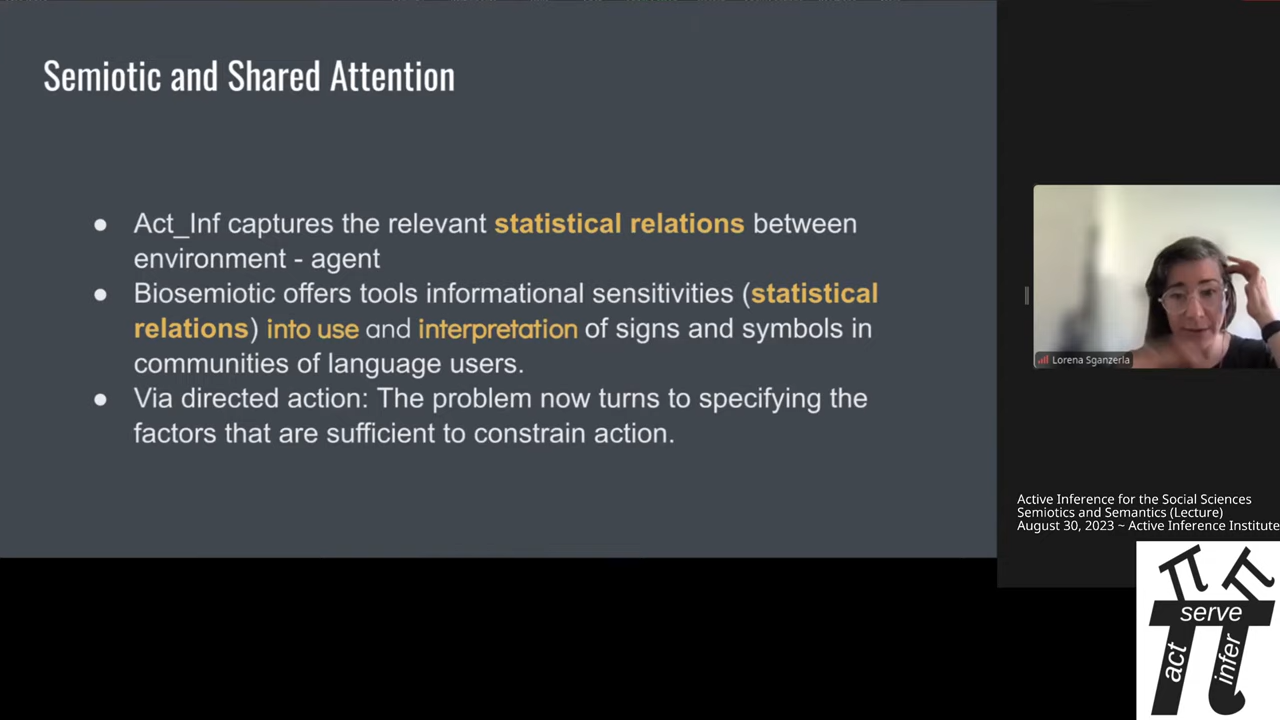 Semiotic and Shared Attention
● Act_Inf captures the relevant statistical relations between
environment - agent
● Biosemiotic offers tools informational sensitivities (statistical
relations) into use and interpretation of signs and symbols in
communities of language users.
● Via directed action: The problem now turns to specifying the
factors that are sufficient to constrain action.
Lorena Sganzerla
Active Inference for the Social Sciences
Semiotics and Semantics (Lecture)
August 30, 2023 ~ Active Inference Institute
serve
act
infer